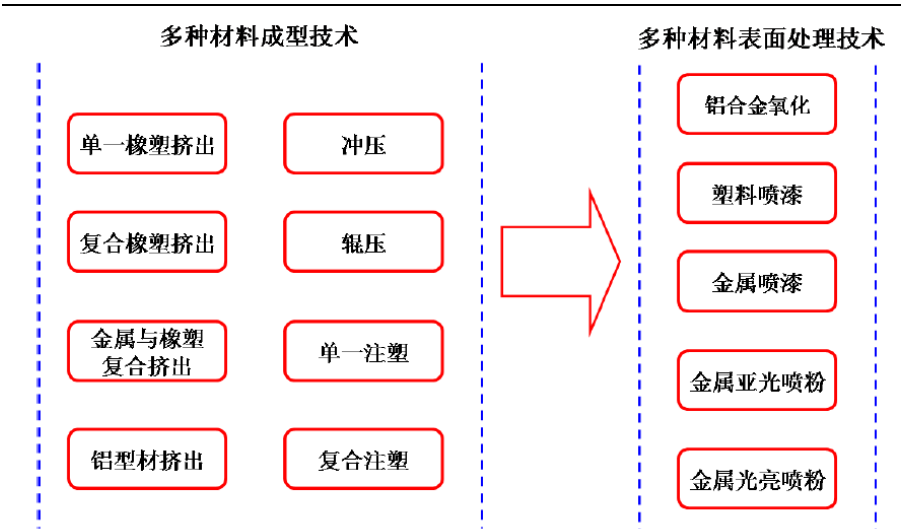 多种材料成型技术
多种材料表面处理技术
单一橡塑挤出
冲压
复合橡塑挤出
辊压
金属与橡塑
复合挤出
单一注塑
铝型材挤出
复合注塑
铝合金氧化
塑料喷漆
金属喷漆
金属亚光喷粉
金属光亮喷粉